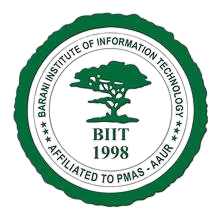 BARANI INSTITUTE OF INFORMATION TECHNOLOGY
BIIT
1998
AFFILIATED TO PMAS - AAUR